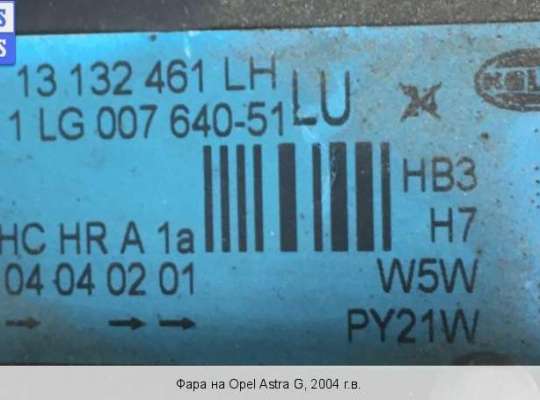 S
S
13 132 461 LH
1 LG 007 640-51 LU 24
HB3
H7
HC HR A 1a
04 04 02 01
W5W
PY21W
Фара на Opel Astra G, 2004 г.в.